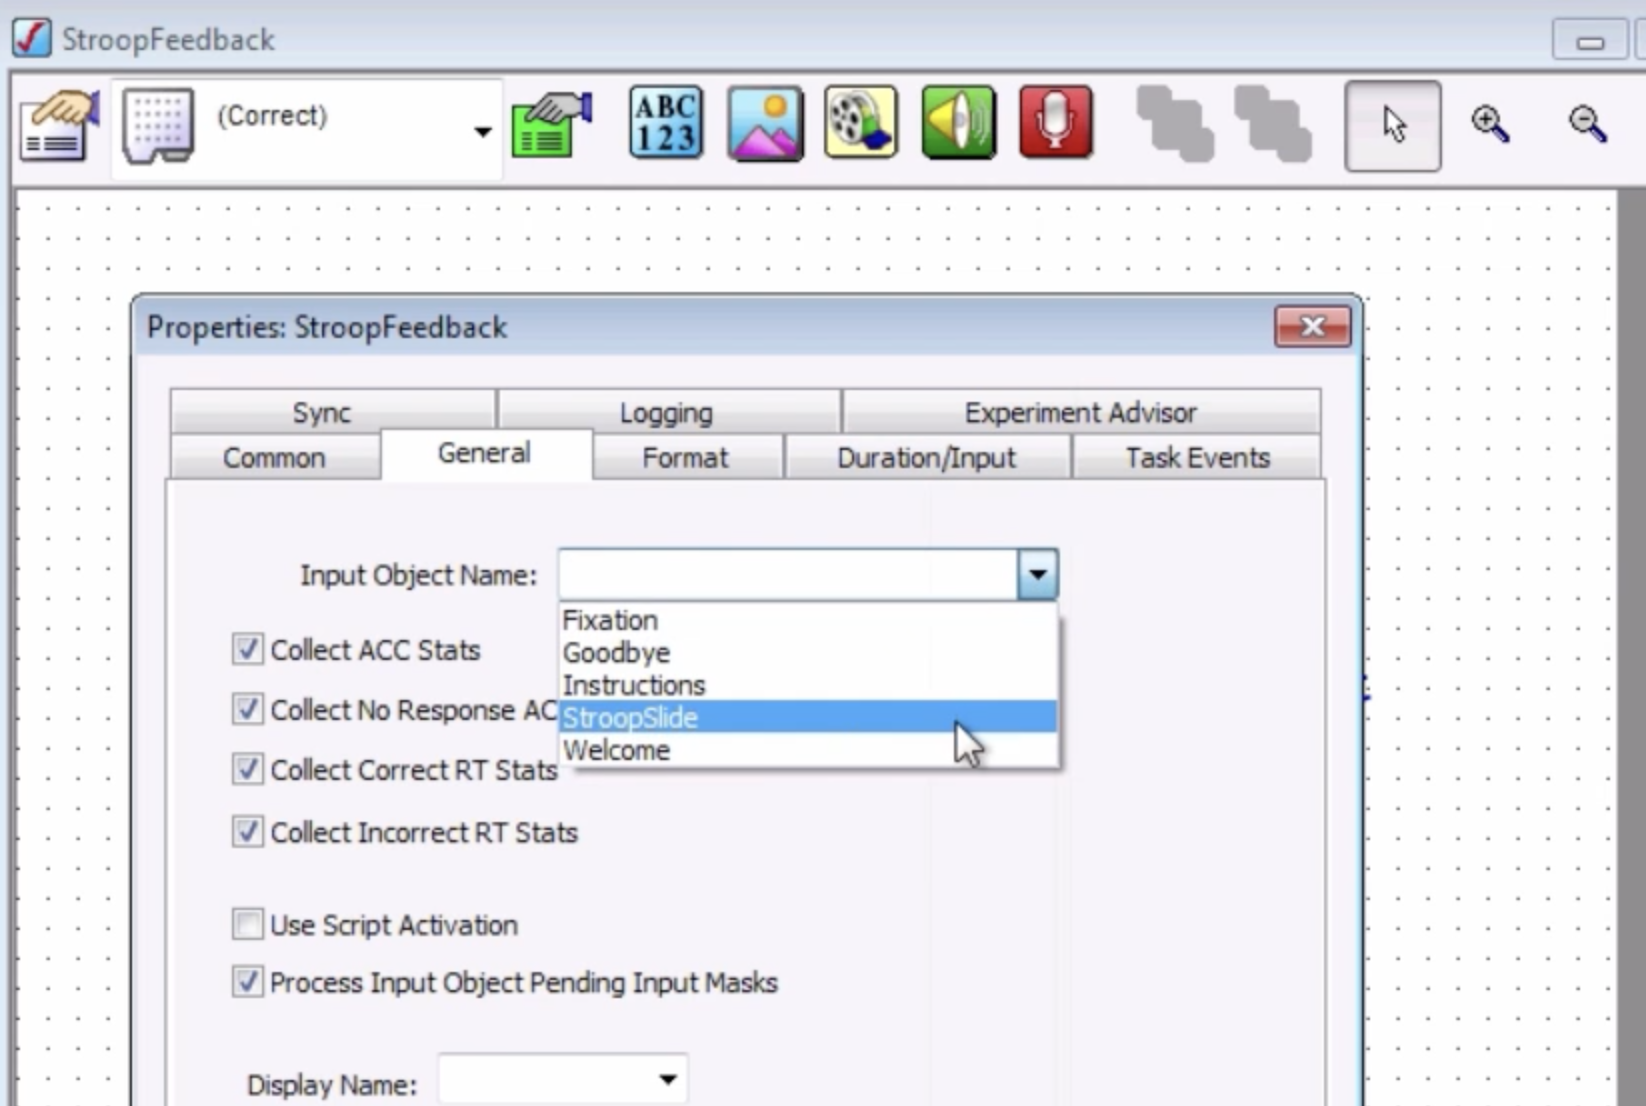 StroopFeedback
(Correct)
ABC
123
Properties: StroopFeedback
Sync
Logging
Experiment Advisor
Common
General
Format
Duration/Input
Task Events
Input Object Name:
Fixation
Goodbye
Instructions
StroopSlide
Welcome
Collect ACC Stats
Collect No Response AC
Collect Correct RT Stats
Collect Incorrect RT Stats
Use Script Activation
Process Input Object Pending Input Masks
Display Name: